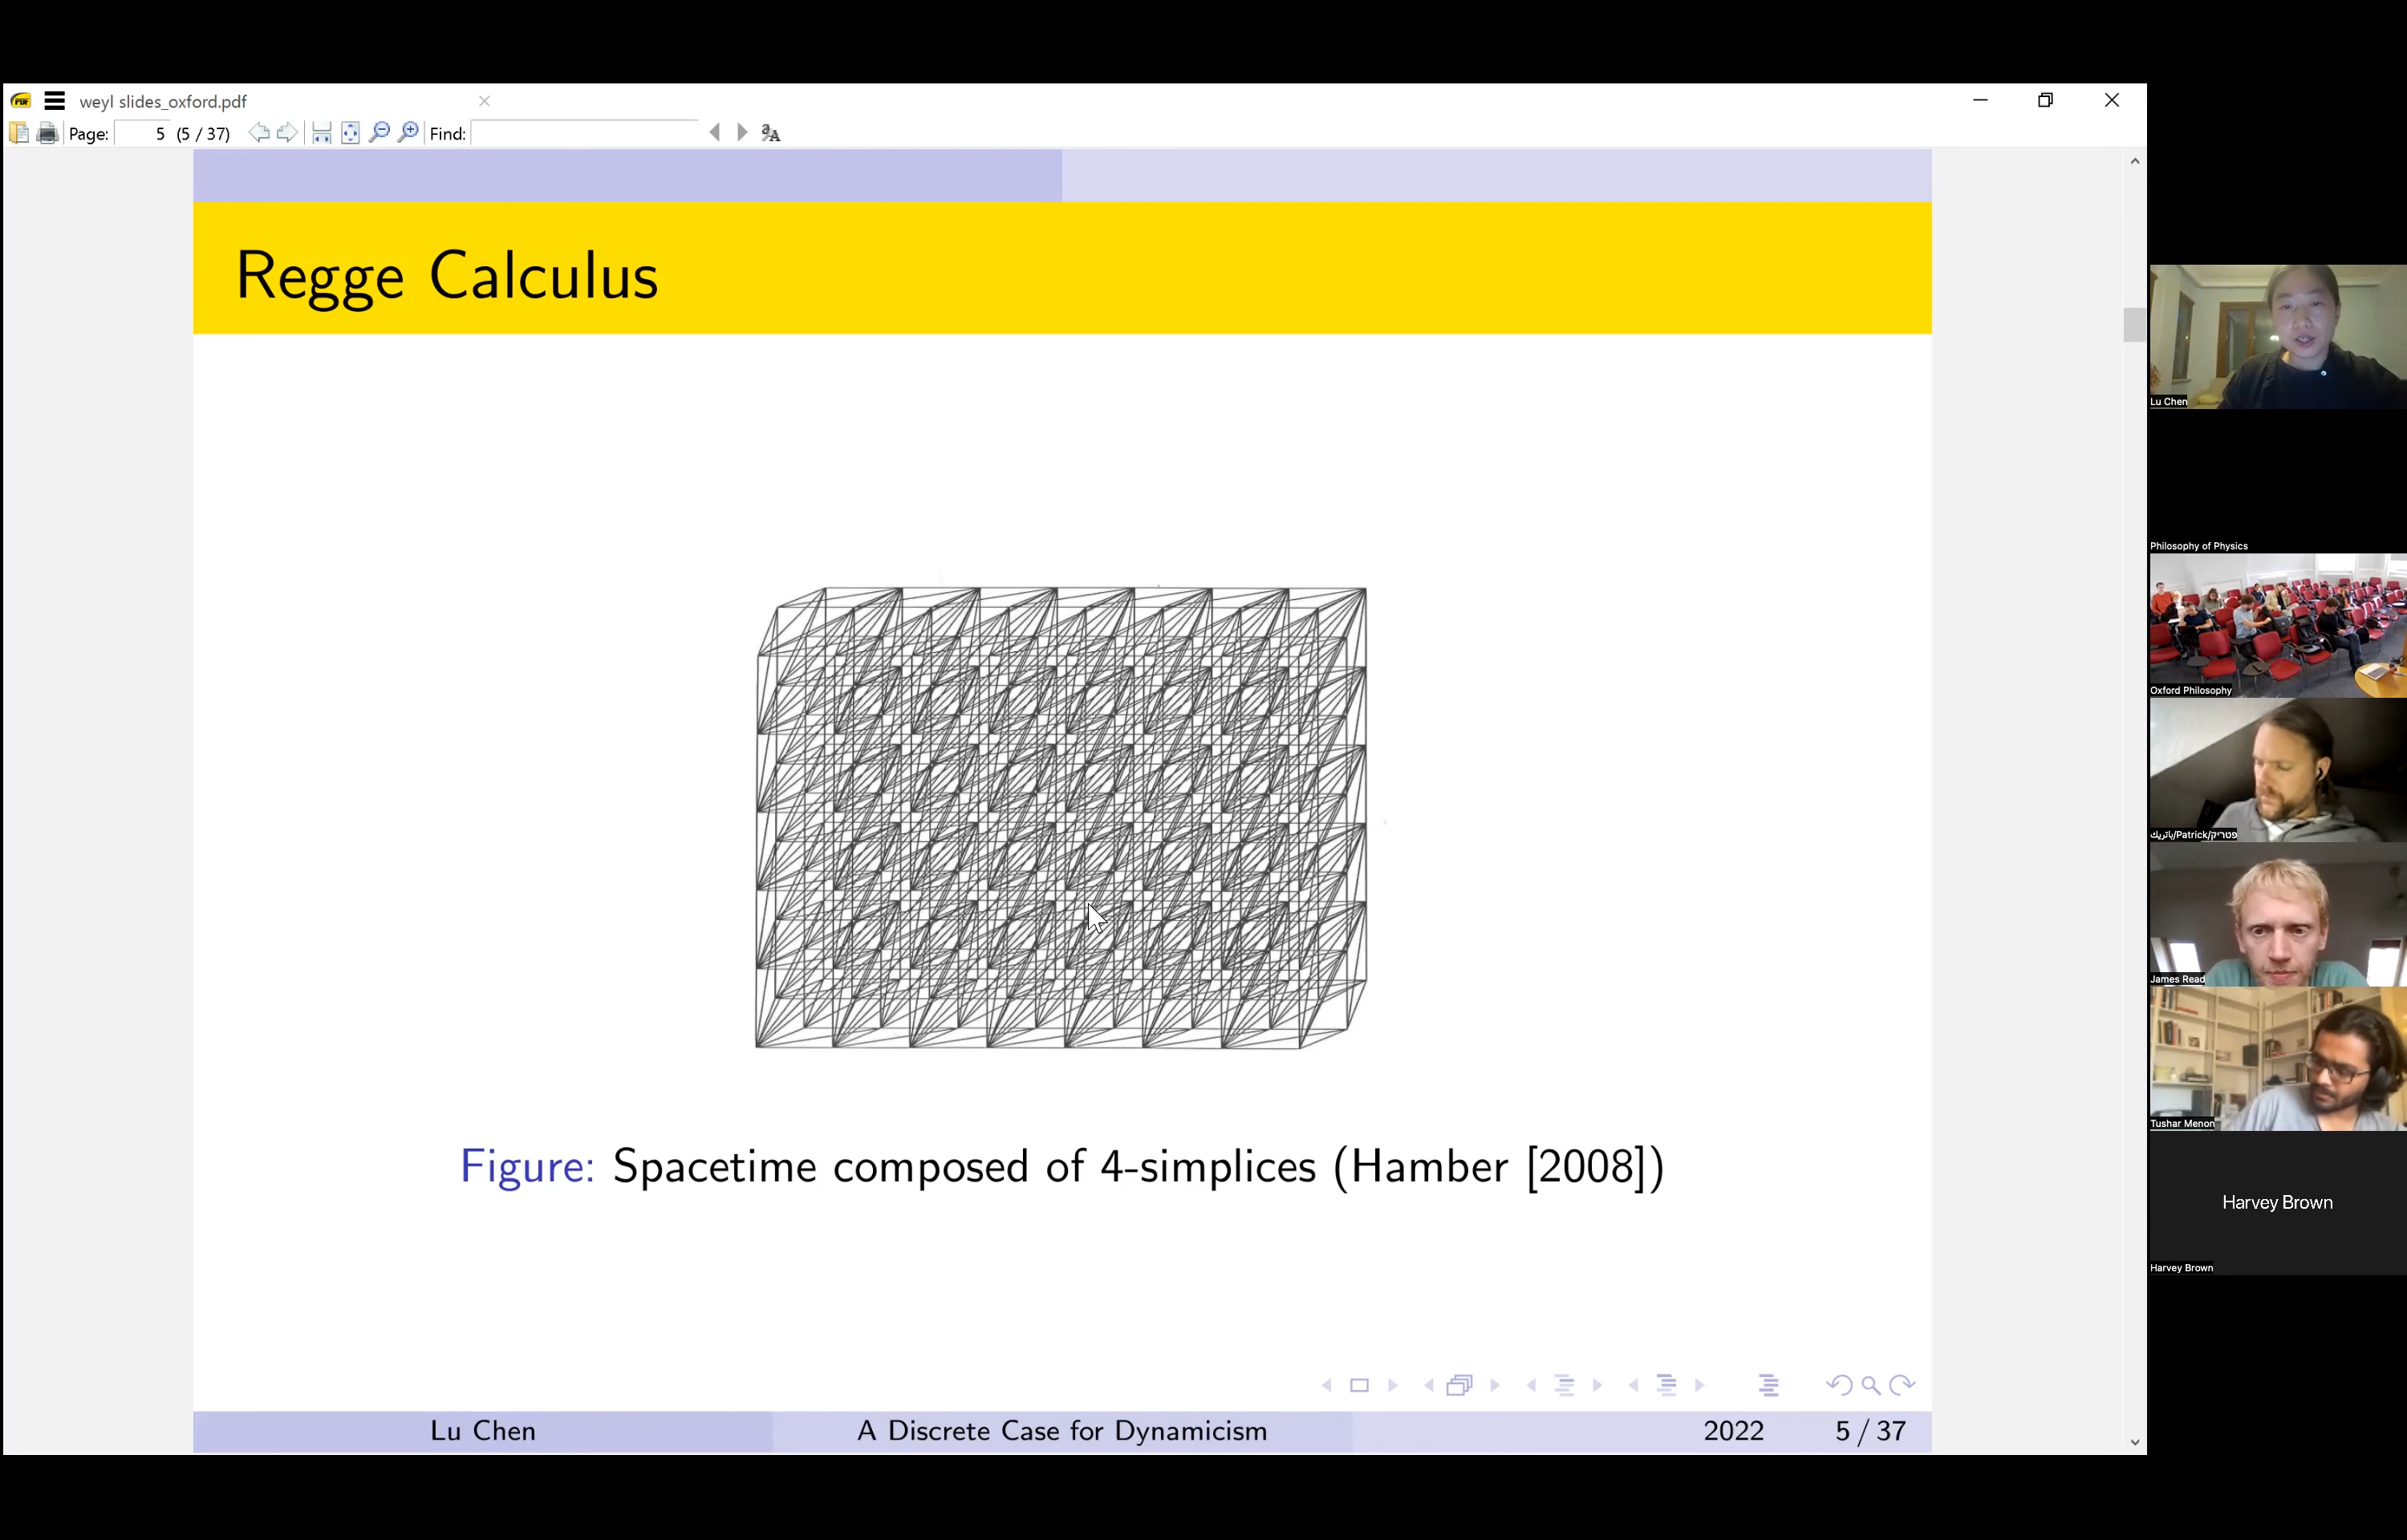 weyl slides_oxford.pdf
Page: 5 (5 / 37) Find:
Regge Calculus
Figure: Spacetime composed of 4-simplices (Hamber [2008])
Lu Chen A Discrete Case for Dynamicism 2022 5 / 37
Lu Chen
Philosophy of Physics
Oxford Philosophy
پاتریك/Patrick/פטריק
James Read
Tushar Menon
Harvey Brown
Harvey Brown